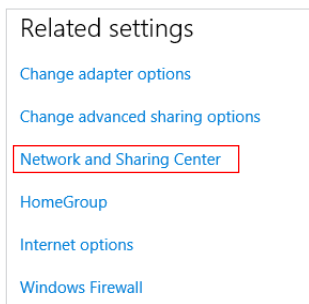 Related settings
Change adapter options
Change advanced sharing options
Network and Sharing Center
HomeGroup
Internet options
Windows Firewall